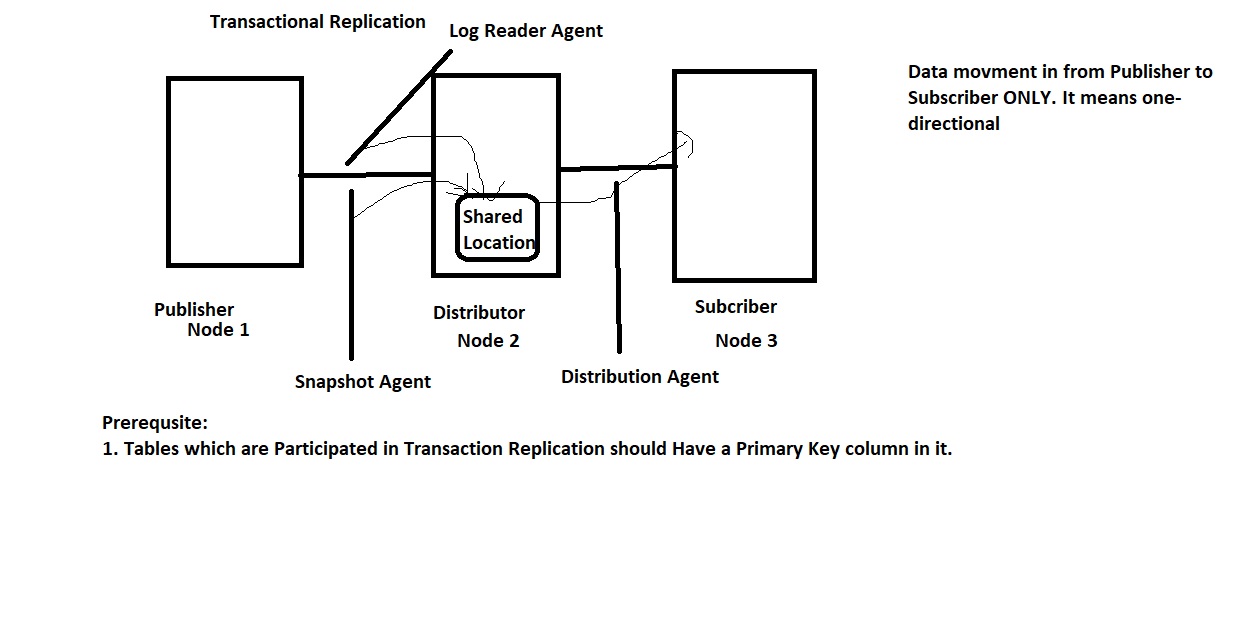 Transactional Replication
Log Reader Agent
Data movment in from Publisher to
Subscriber ONLY. It means one-
directional
Shared
Location
Publisher
Node 1
Distributor
Node 2
Subcriber
Node 3
Snapshot Agent
Distribution Agent
Prerequsite:
1. Tables which are Participated in Transaction Replication should Have a Primary Key column in it.